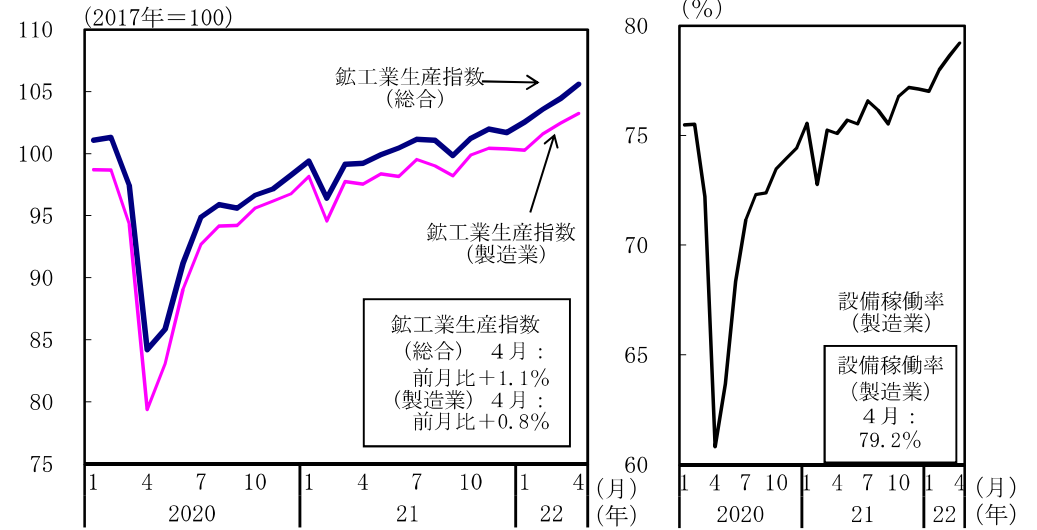 (2017年＝100)
110
105
100
95
90
85
80
75
鉱工業生産指数
(総合)
鉱工業生産指数
(製造業)
鉱工業生産指数
(総合) ４月：
前月比＋1.1%
(製造業) ４月：
前月比＋0.8%
1 4 7 10 1 4 7 10 1 4 (月)
2020 21 22 (年)
(%)
80
75
70
65
60
設備稼働率
(製造業)
設備稼働率
(製造業)
４月：
79.2%
1 4 7 10 1 4 7 10 1 4 (月)
2020 21 22 (年)